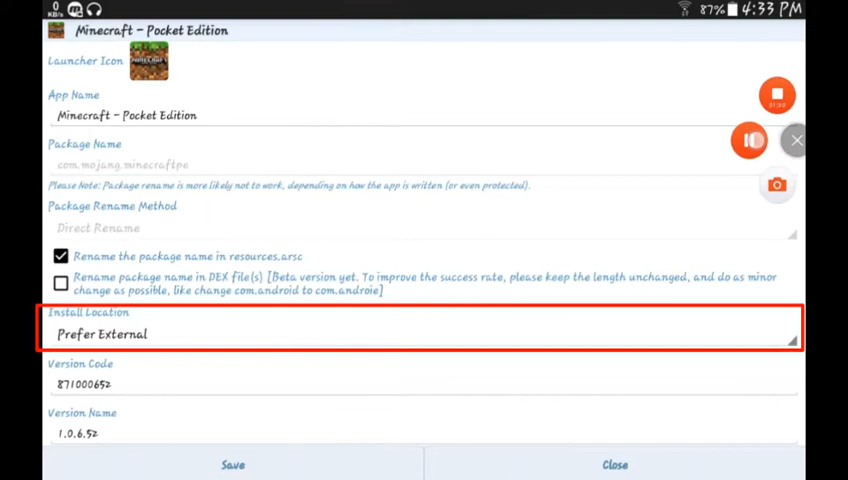 0
KB/s
87% 4:33 PM
Minecraft - Pocket Edition
Launcher Icon
MINECRAFT
App Name
Minecraft - Pocket Edition
Package Name
com.mojang.minecraftpe
Please Note: Package rename is more likely not to work, depending on how the app is written (or even protected).
Package Rename Method
Direct Rename
Rename the package name in resources.arsc
Rename package name in DEX file(s) [Beta version yet. To improve the success rate, please keep the length unchanged, and do as minor
change as possible, like change com.android to com.androie]
Install Location
Prefer External
Version Code
871000652
Version Name
1.0.6.52
Save Close